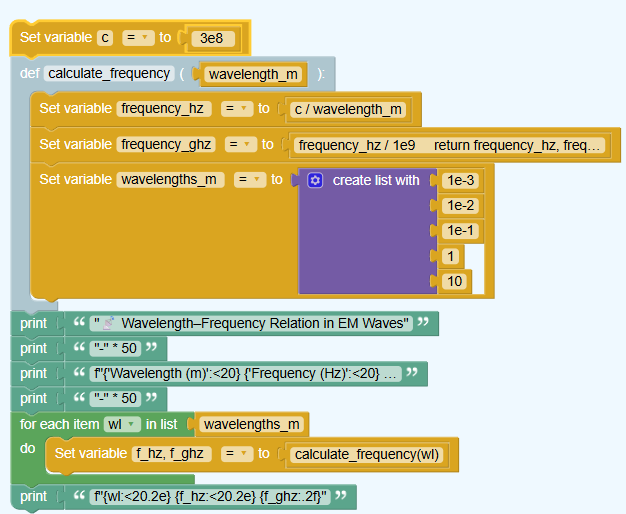 Set variable c = to 3e8
def calculate_frequency ( wavelength_m ):
Set variable frequency_hz = to c / wavelength_m
Set variable frequency_ghz = to frequency_hz / 1e9 return frequency_hz, freq...
Set variable wavelengths_m = to create list with 1e-3
1e-2
1e-1
1
10
print “ "📡 Wavelength–Frequency Relation in EM Waves" ”
print “ "-" * 50 ”
print “ f"{'Wavelength (m)':<20} {'Frequency (Hz)':<20} ... ”
print “ "-" * 50 ”
for each item wl in list wavelengths_m
do Set variable f_hz, f_ghz = to calculate_frequency(wl)
print “ f"{wl:<20.2e} {f_hz:<20.2e} {f_ghz:.2f}" ”